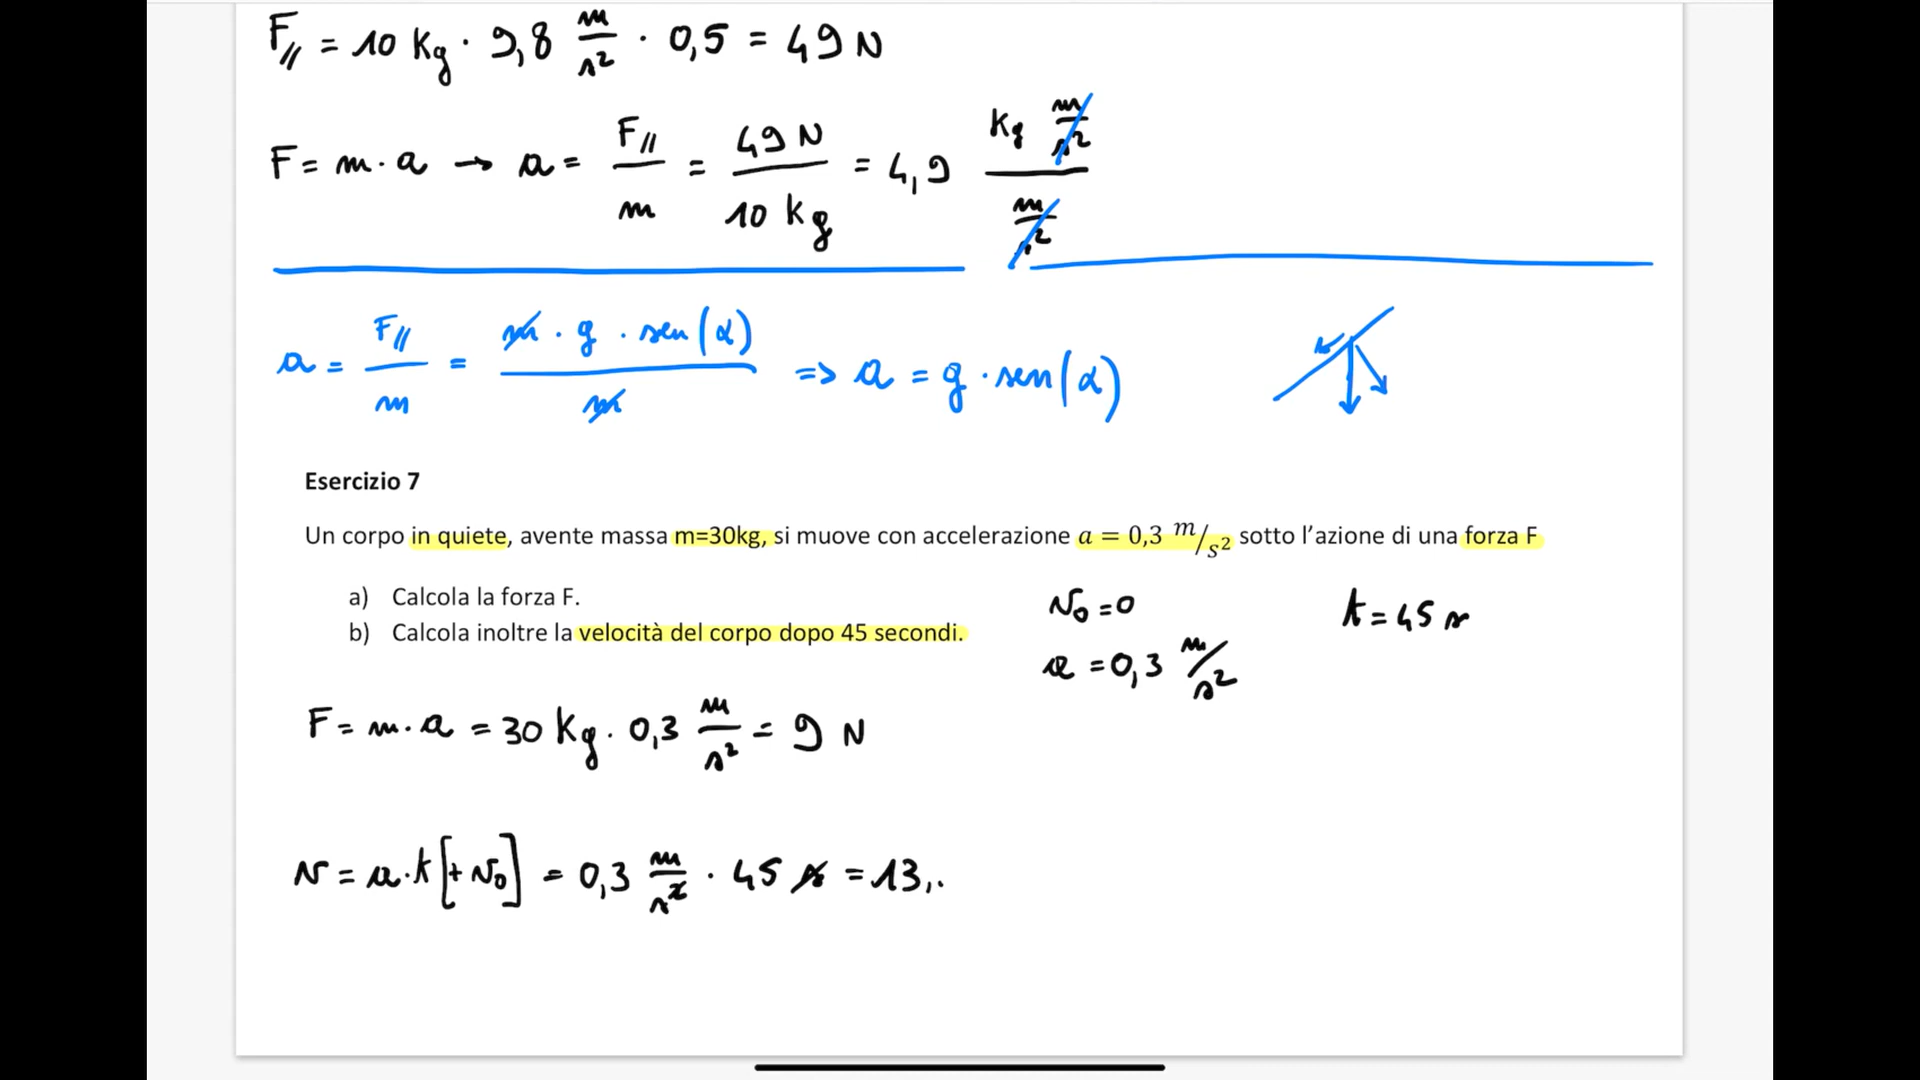 F// = 10 Kg · 9,8 m/s² · 0,5 = 49 N
F = m · a → a = F///m = 49 N/10 Kg = 4,9 Kg m/s² / m/s²
a = F///m = m · g · sen(α)/m => a = g · sen(α)
Esercizio 7
Un corpo in quiete, avente massa m=30kg, si muove con accelerazione a = 0,3 m/s² sotto l’azione di una forza F
a) Calcola la forza F.
b) Calcola inoltre la velocità del corpo dopo 45 secondi.
v₀ = 0
t = 45 s
a = 0,3 m/s²
F = m · a = 30 Kg · 0,3 m/s² = 9 N
v = a · t [+ v₀] = 0,3 m/s² · 45 s = 13,.